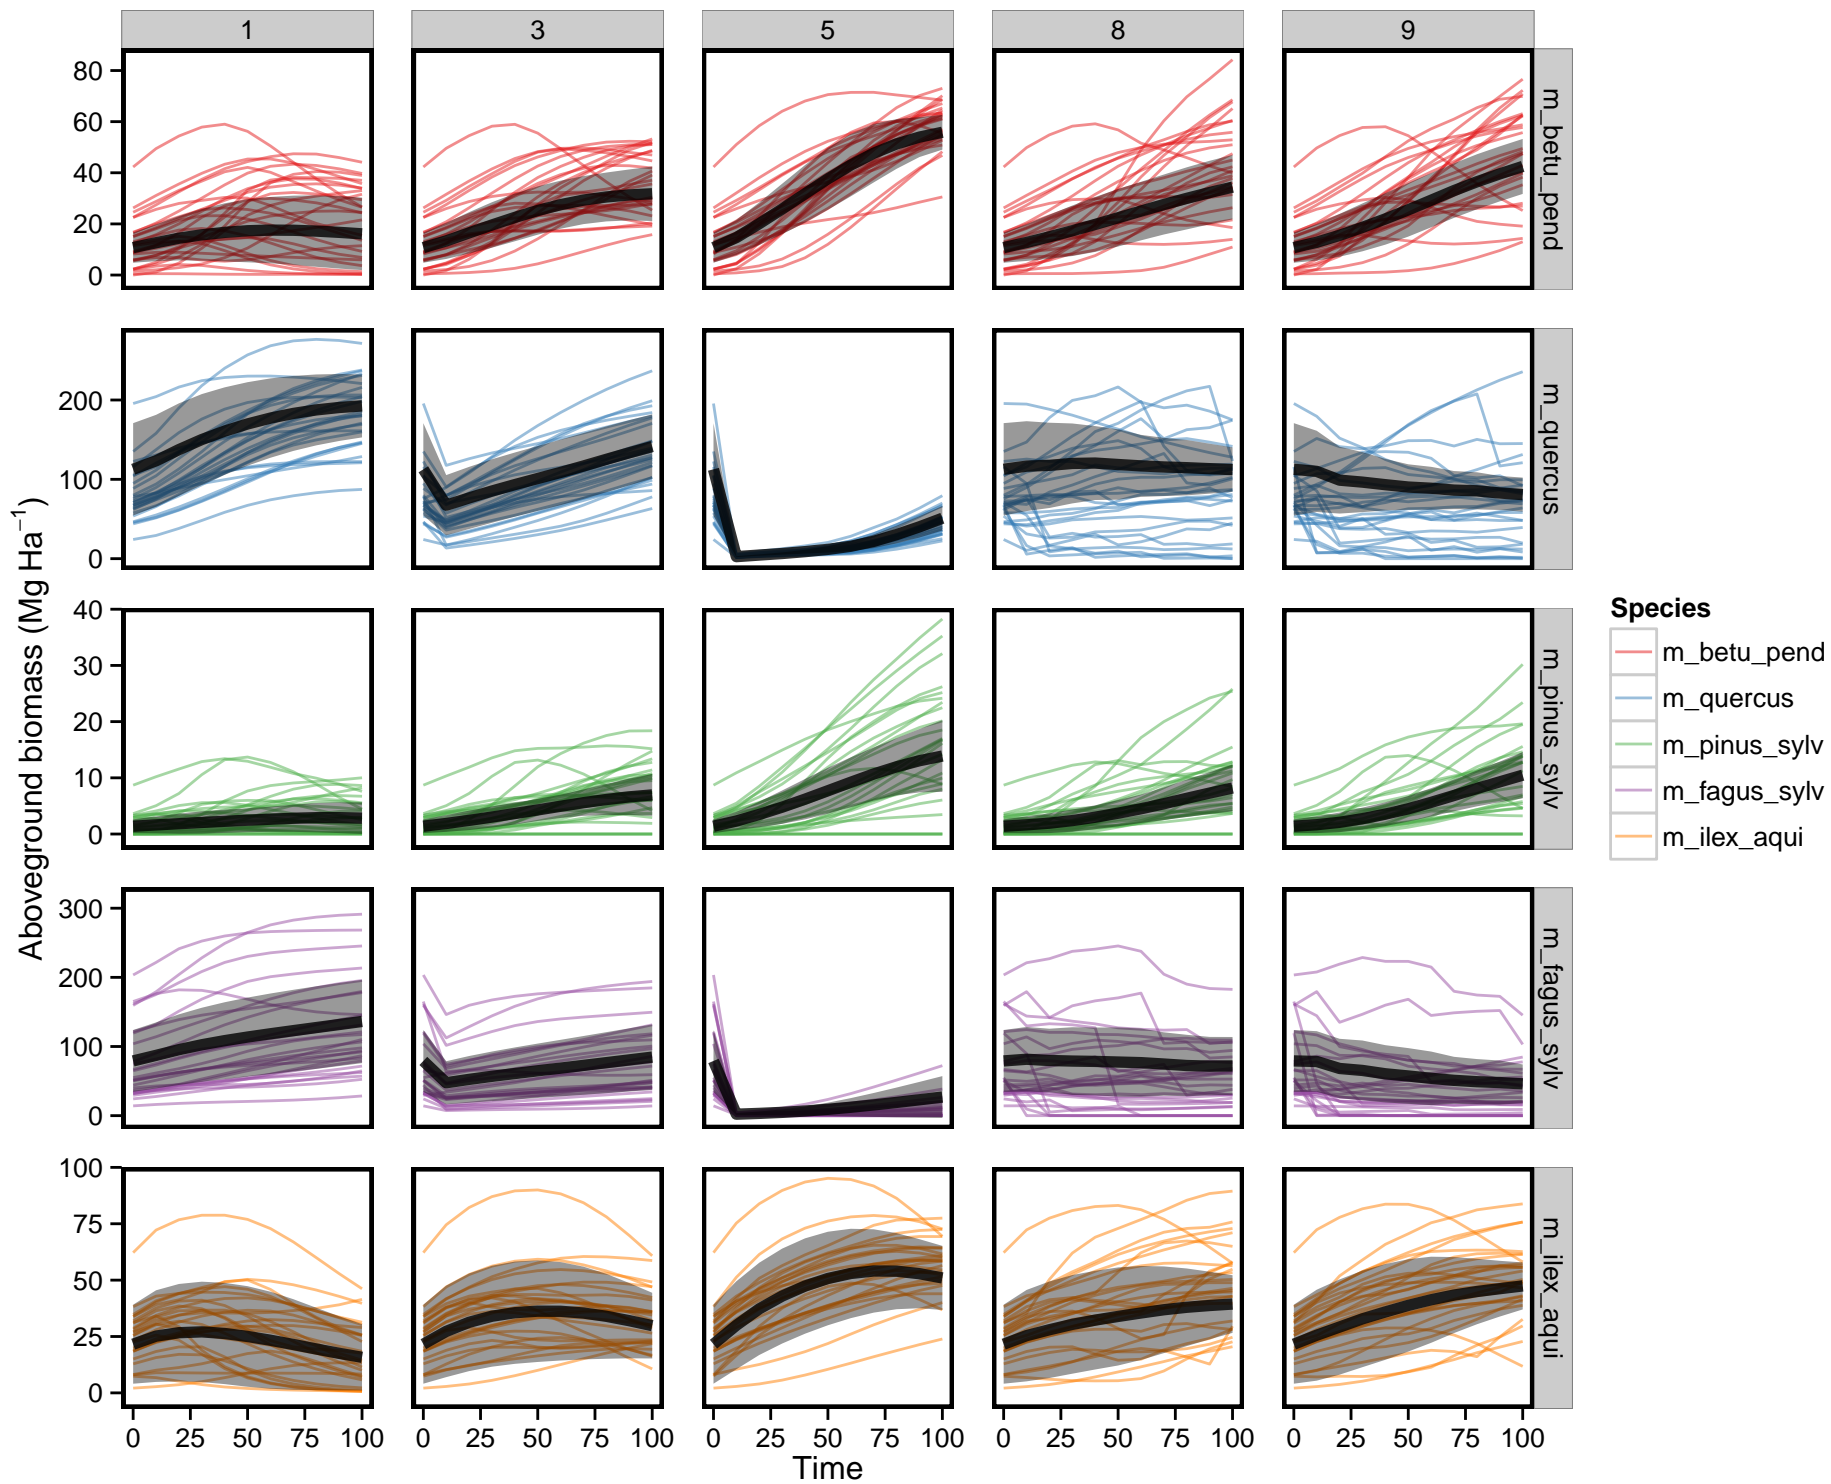 1 3 5 8 9
80
60
40
20
0
m_betu_pend
200
100
0
m_quercus
40
30
20
10
0
m_pinus_sylv
300
200
100
0
m_fagus_sylv
100
75
50
25
0
m_ilex_aqui
0 25 50 75 100 0 25 50 75 100 0 25 50 75 100 0 25 50 75 100 0 25 50 75 100
Time
Aboveground biomass (Mg Ha⁻¹)
Species
m_betu_pend
m_quercus
m_pinus_sylv
m_fagus_sylv
m_ilex_aqui